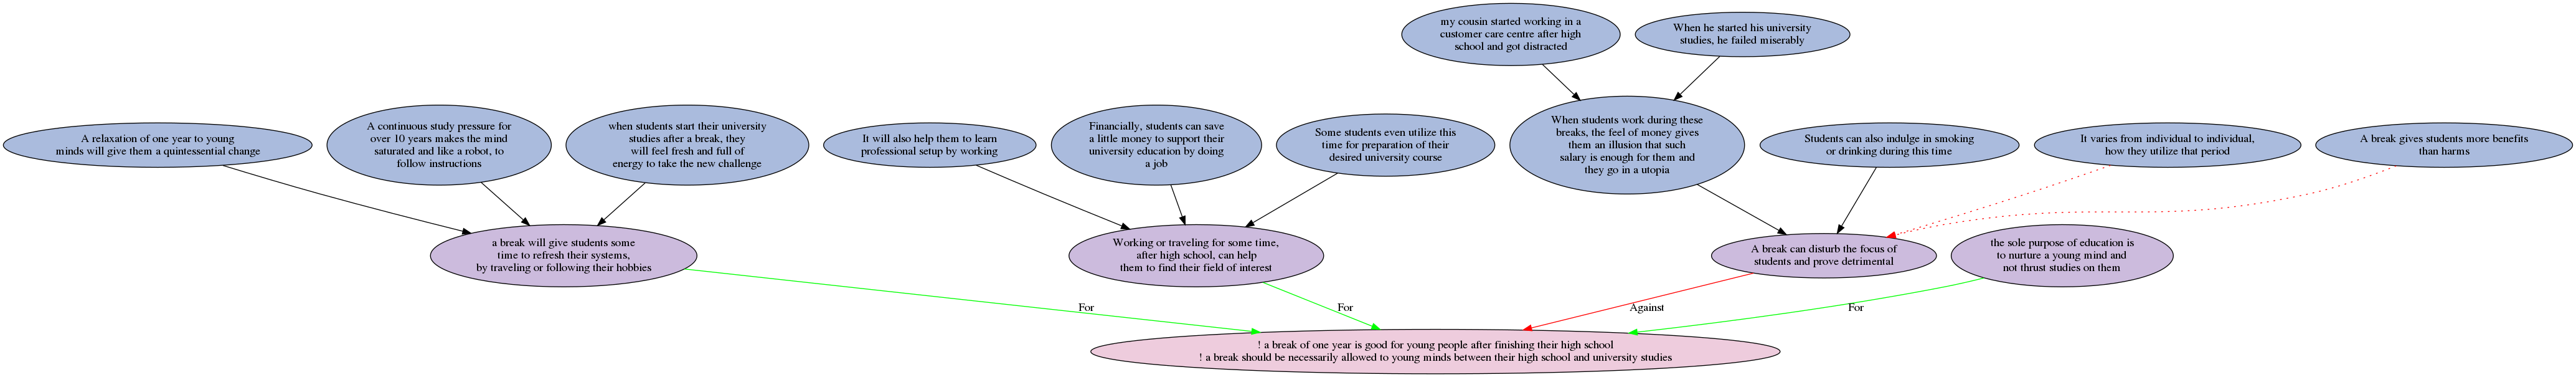 my cousin started working in a
customer care centre after high
school and got distracted
When he started his university
studies, he failed miserably
A relaxation of one year to young
minds will give them a quintessential change
A continuous study pressure for
over 10 years makes the mind
saturated and like a robot, to
follow instructions
when students start their university
studies after a break, they
will feel fresh and full of
energy to take the new challenge
It will also help them to learn
professional setup by working
Financially, students can save
a little money to support their
university education by doing
a job
Some students even utilize this
time for preparation of their
desired university course
When students work during these
breaks, the feel of money gives
them an illusion that such
salary is enough for them and
they go in a utopia
Students can also indulge in smoking
or drinking during this time
It varies from individual to individual,
how they utilize that period
A break gives students more benefits
than harms
a break will give students some
time to refresh their systems,
by traveling or following their hobbies
Working or traveling for some time,
after high school, can help
them to find their field of interest
A break can disturb the focus of
students and prove detrimental
the sole purpose of education is
to nurture a young mind and
not thrust studies on them
For
For
Against
For
! a break of one year is good for young people after finishing their high school
! a break should be necessarily allowed to young minds between their high school and university studies